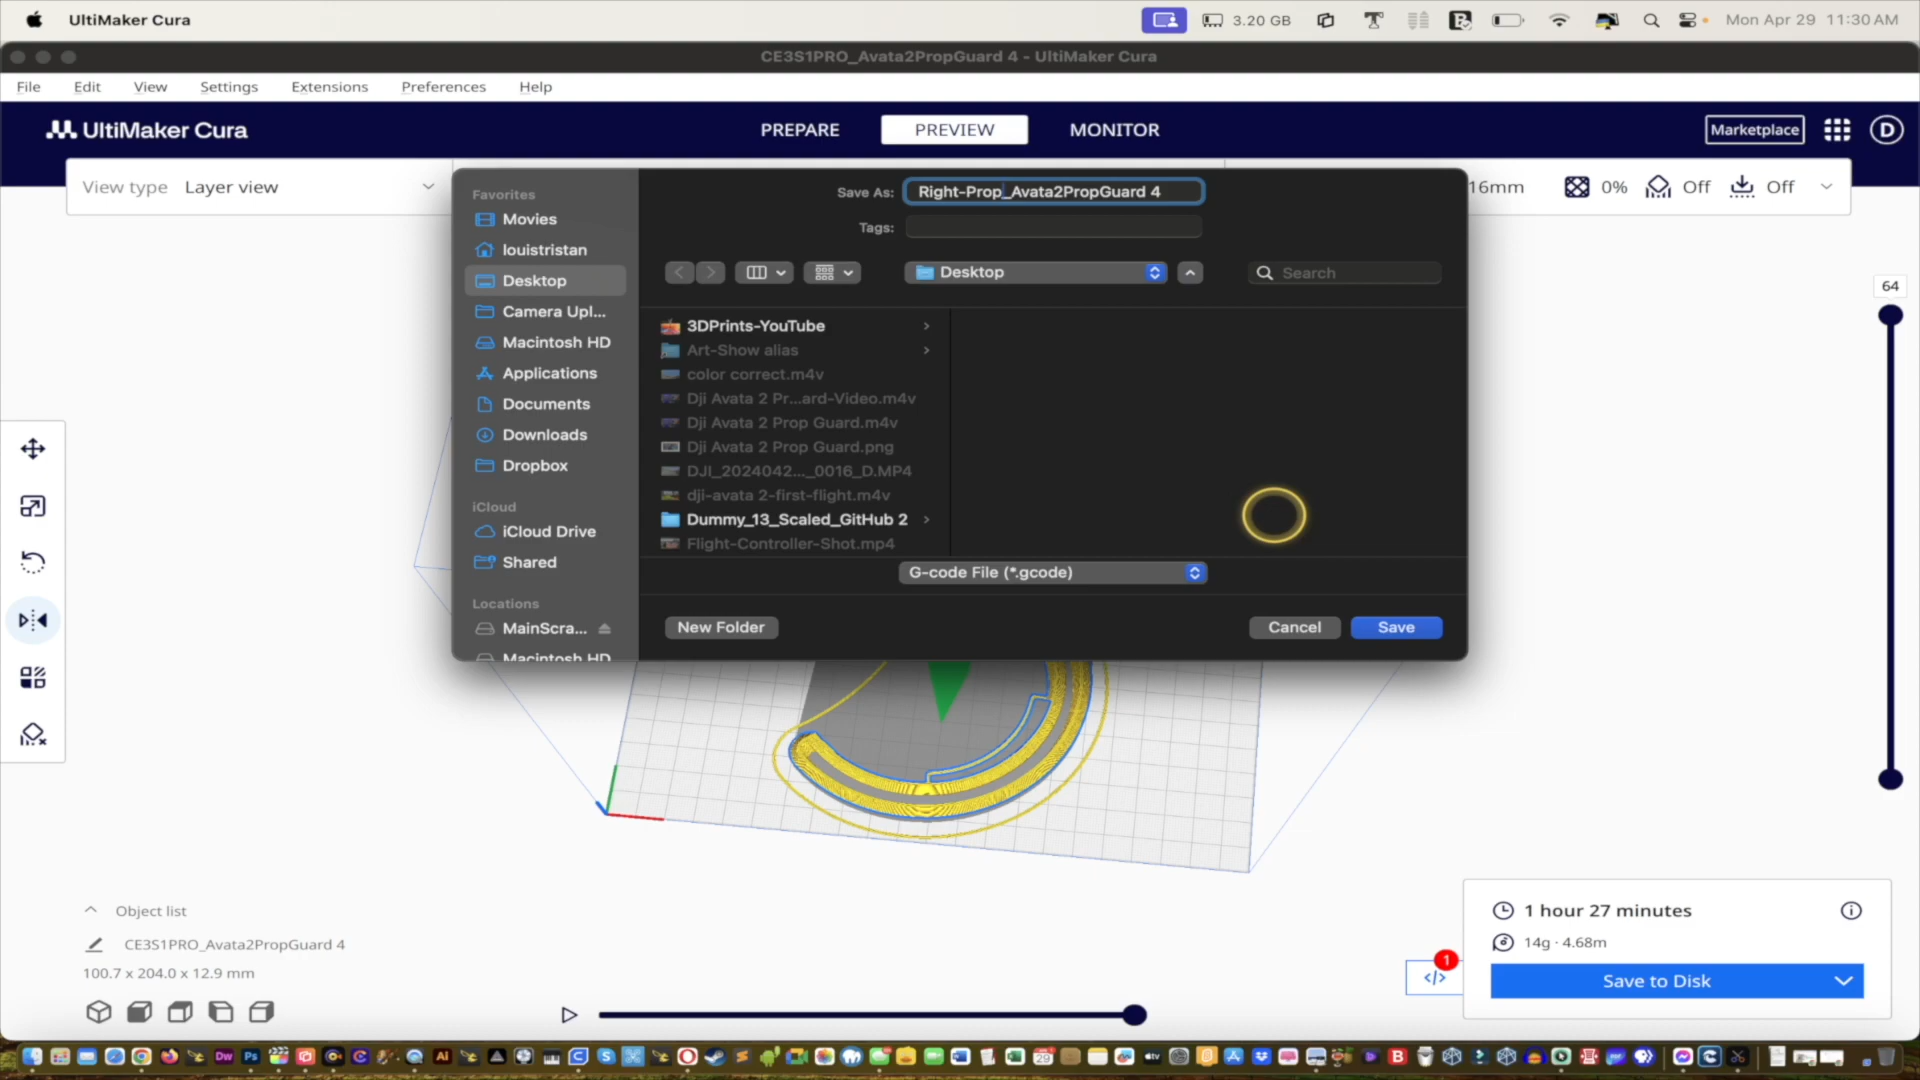 UltiMaker Cura
3.20 GB
Mon Apr 29 11:30 AM
CE3S1PRO_Avata2PropGuard 4 - UltiMaker Cura
File Edit View Settings Extensions Preferences Help
UltiMaker Cura
PREPARE PREVIEW MONITOR
Marketplace
D
View type Layer view
16mm 0% Off Off
Favorites
Movies
louistristan
Desktop
Camera Upl...
Macintosh HD
Applications
Documents
Downloads
Dropbox
iCloud
iCloud Drive
Shared
Locations
MainScra...
Macintosh HD
Save As: Right-Prop_Avata2PropGuard 4
Tags:
Desktop
Search
3DPrints-YouTube
Art-Show alias
color correct.m4v
Dji Avata 2 Pr...ard-Video.m4v
Dji Avata 2 Prop Guard.m4v
Dji Avata 2 Prop Guard.png
DJI_2024042..._0016_D.MP4
dji-avata 2-first-flight.m4v
Dummy_13_Scaled_GitHub 2
Flight-Controller-Shot.mp4
G-code File (*.gcode)
New Folder
Cancel
Save
64
Object list
CE3S1PRO_Avata2PropGuard 4
100.7 x 204.0 x 12.9 mm
1 hour 27 minutes
14g · 4.68m
1
</>
Save to Disk
Dw Ps Ai